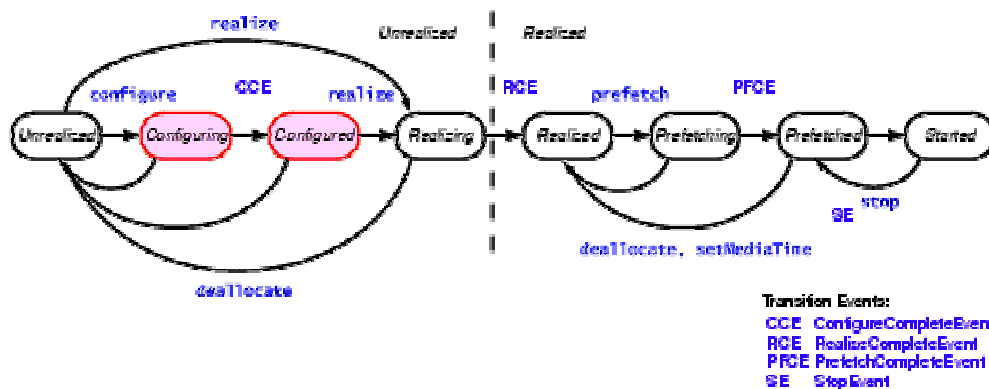 realize
Unrealized
Realized
configure
CCE
realize
RCE
prefetch
PFCE
Unrealized
Configuring
Configured
Realizing
Realized
Prefetching
Prefetched
Started
stop
SE
deallocate, setMediaTime
deallocate
Transition Events:
CCE ConfigureCompleteEvent
RCE RealizeCompleteEvent
PFCE PrefetchCompleteEvent
SE StopEvent